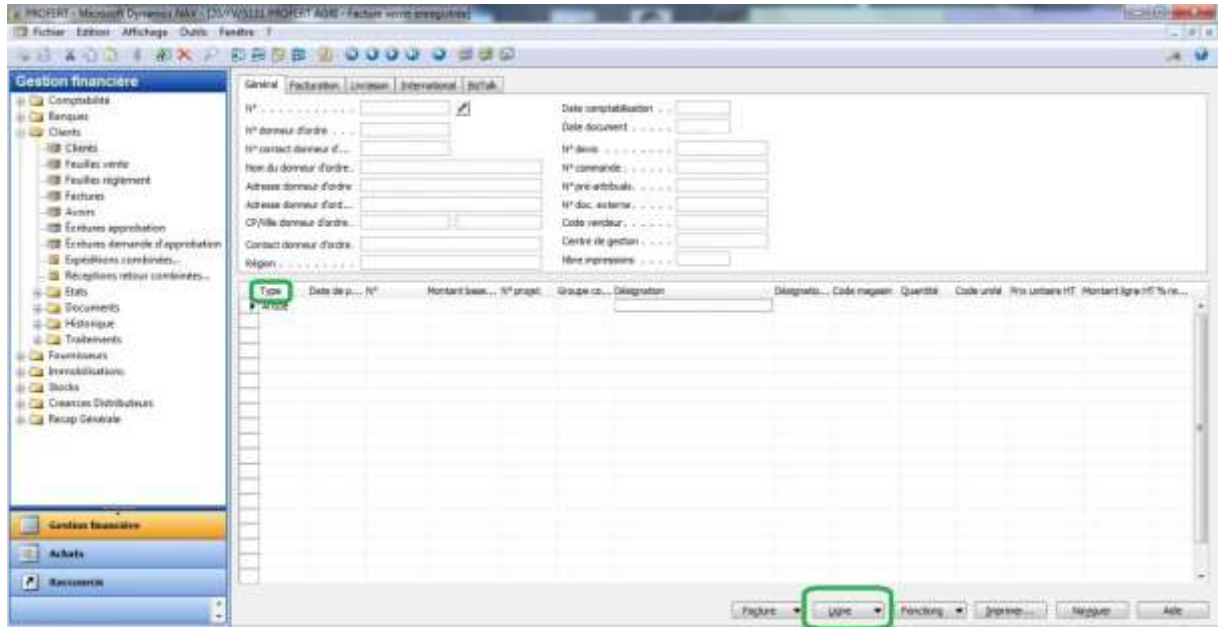 PROFERT - Microsoft Dynamics NAV - PROFERT AGRI - Facture vente enregistrée]
Fichier Edition Affichage Outils Fenêtre ?
Gestion financière
Comptabilité
Banques
Clients
Clients
Feuilles vente
Feuilles règlement
Factures
Avoirs
Écritures approbation
Écritures demande d'approbation
Expéditions combinées...
Réceptions retour combinées...
Etats
Documents
Historique
Traitements
Fournisseurs
Immobilisations
Stocks
Creances Distributeurs
Recap Générale
Gestion financière
Achats
Raccourcis
Général Facturation Livraison International BizTalk
N° . . . . . . . . . . .
N° donneur d'ordre . . .
N° contact donneur d'...
Nom du donneur d'ordre.
Adresse donneur d'ordre
Adresse donneur d'ord...
CP/Ville donneur d'ordre..
Contact donneur d'ordre.
Région . . . . . . . . .
Date comptabilisation . .
Date document . . . . .
N° devis . . . . . . .
N° commande. . . . . .
N° pré-attribués. . . . .
N° doc. externe. . . . .
Code vendeur. . . . . .
Centre de gestion . . . .
Nbre impressions . . . .
Type Date de p... N° Montant base... N° projet Groupe co... Désignation Désignatio... Code magasin Quantité Code unité Prix unitaire HT Montant ligne HT % re...
Article
Facture Ligne Fonctions Imprimer... Naviguer Aide